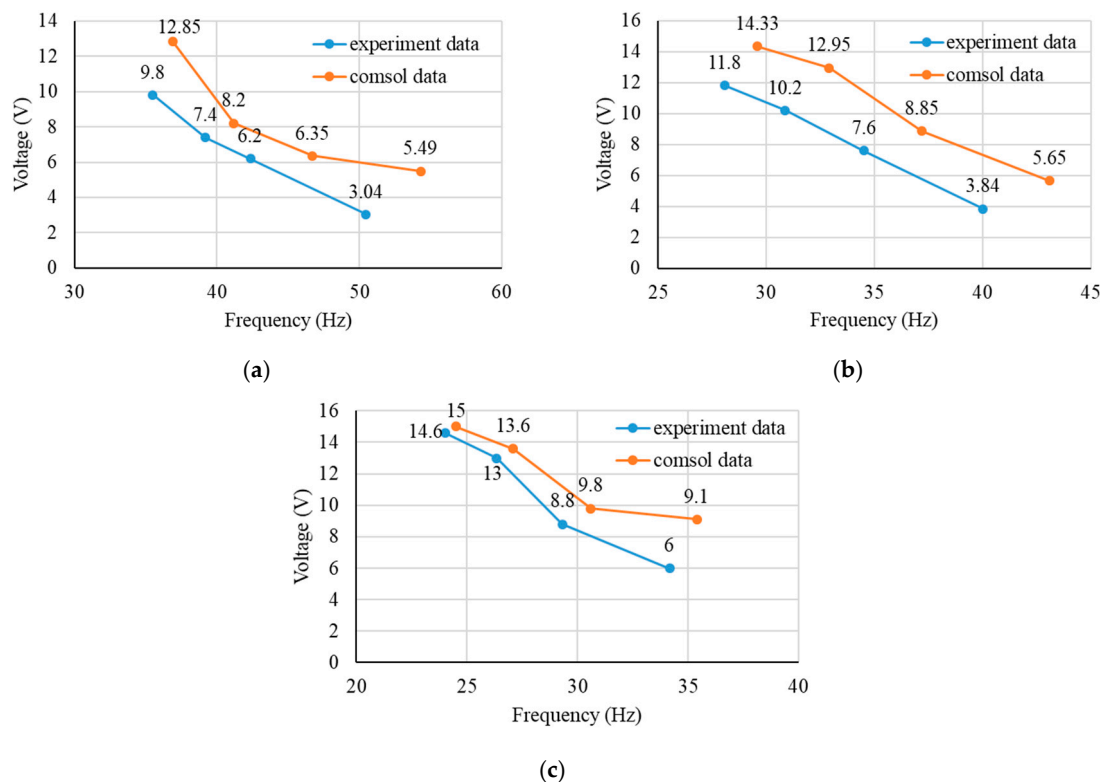 14
12
10
8
6
4
2
0
Voltage (V)
12.85
9.8
8.2
7.4
6.2
6.35
5.49
3.04
experiment data
comsol data
30 40 50 60
Frequency (Hz)
(a)
16
14
12
10
8
6
4
2
0
Voltage (V)
14.33
12.95
11.8
10.2
8.85
7.6
5.65
3.84
experiment data
comsol data
25 30 35 40 45
Frequency (Hz)
(b)
16
14
12
10
8
6
4
2
0
Voltage (V)
15
14.6
13.6
13
9.8
8.8
9.1
6
experiment data
comsol data
20 25 30 35 40
Frequency (Hz)
(c)